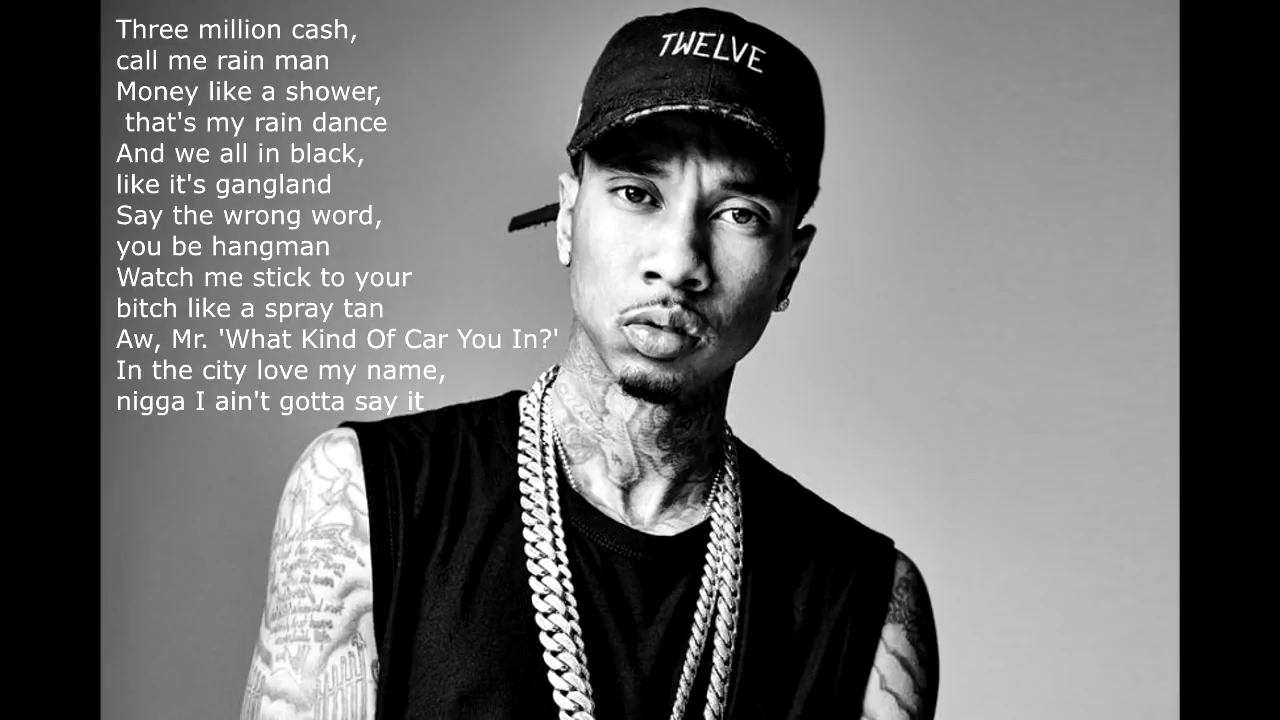 Three million cash,
call me rain man
Money like a shower,
that's my rain dance
And we all in black,
like it's gangland
Say the wrong word,
you be hangman
Watch me stick to your
bitch like a spray tan
Aw, Mr. 'What Kind Of Car You In?'
In the city love my name,
nigga I ain't gotta say it
TWELVE